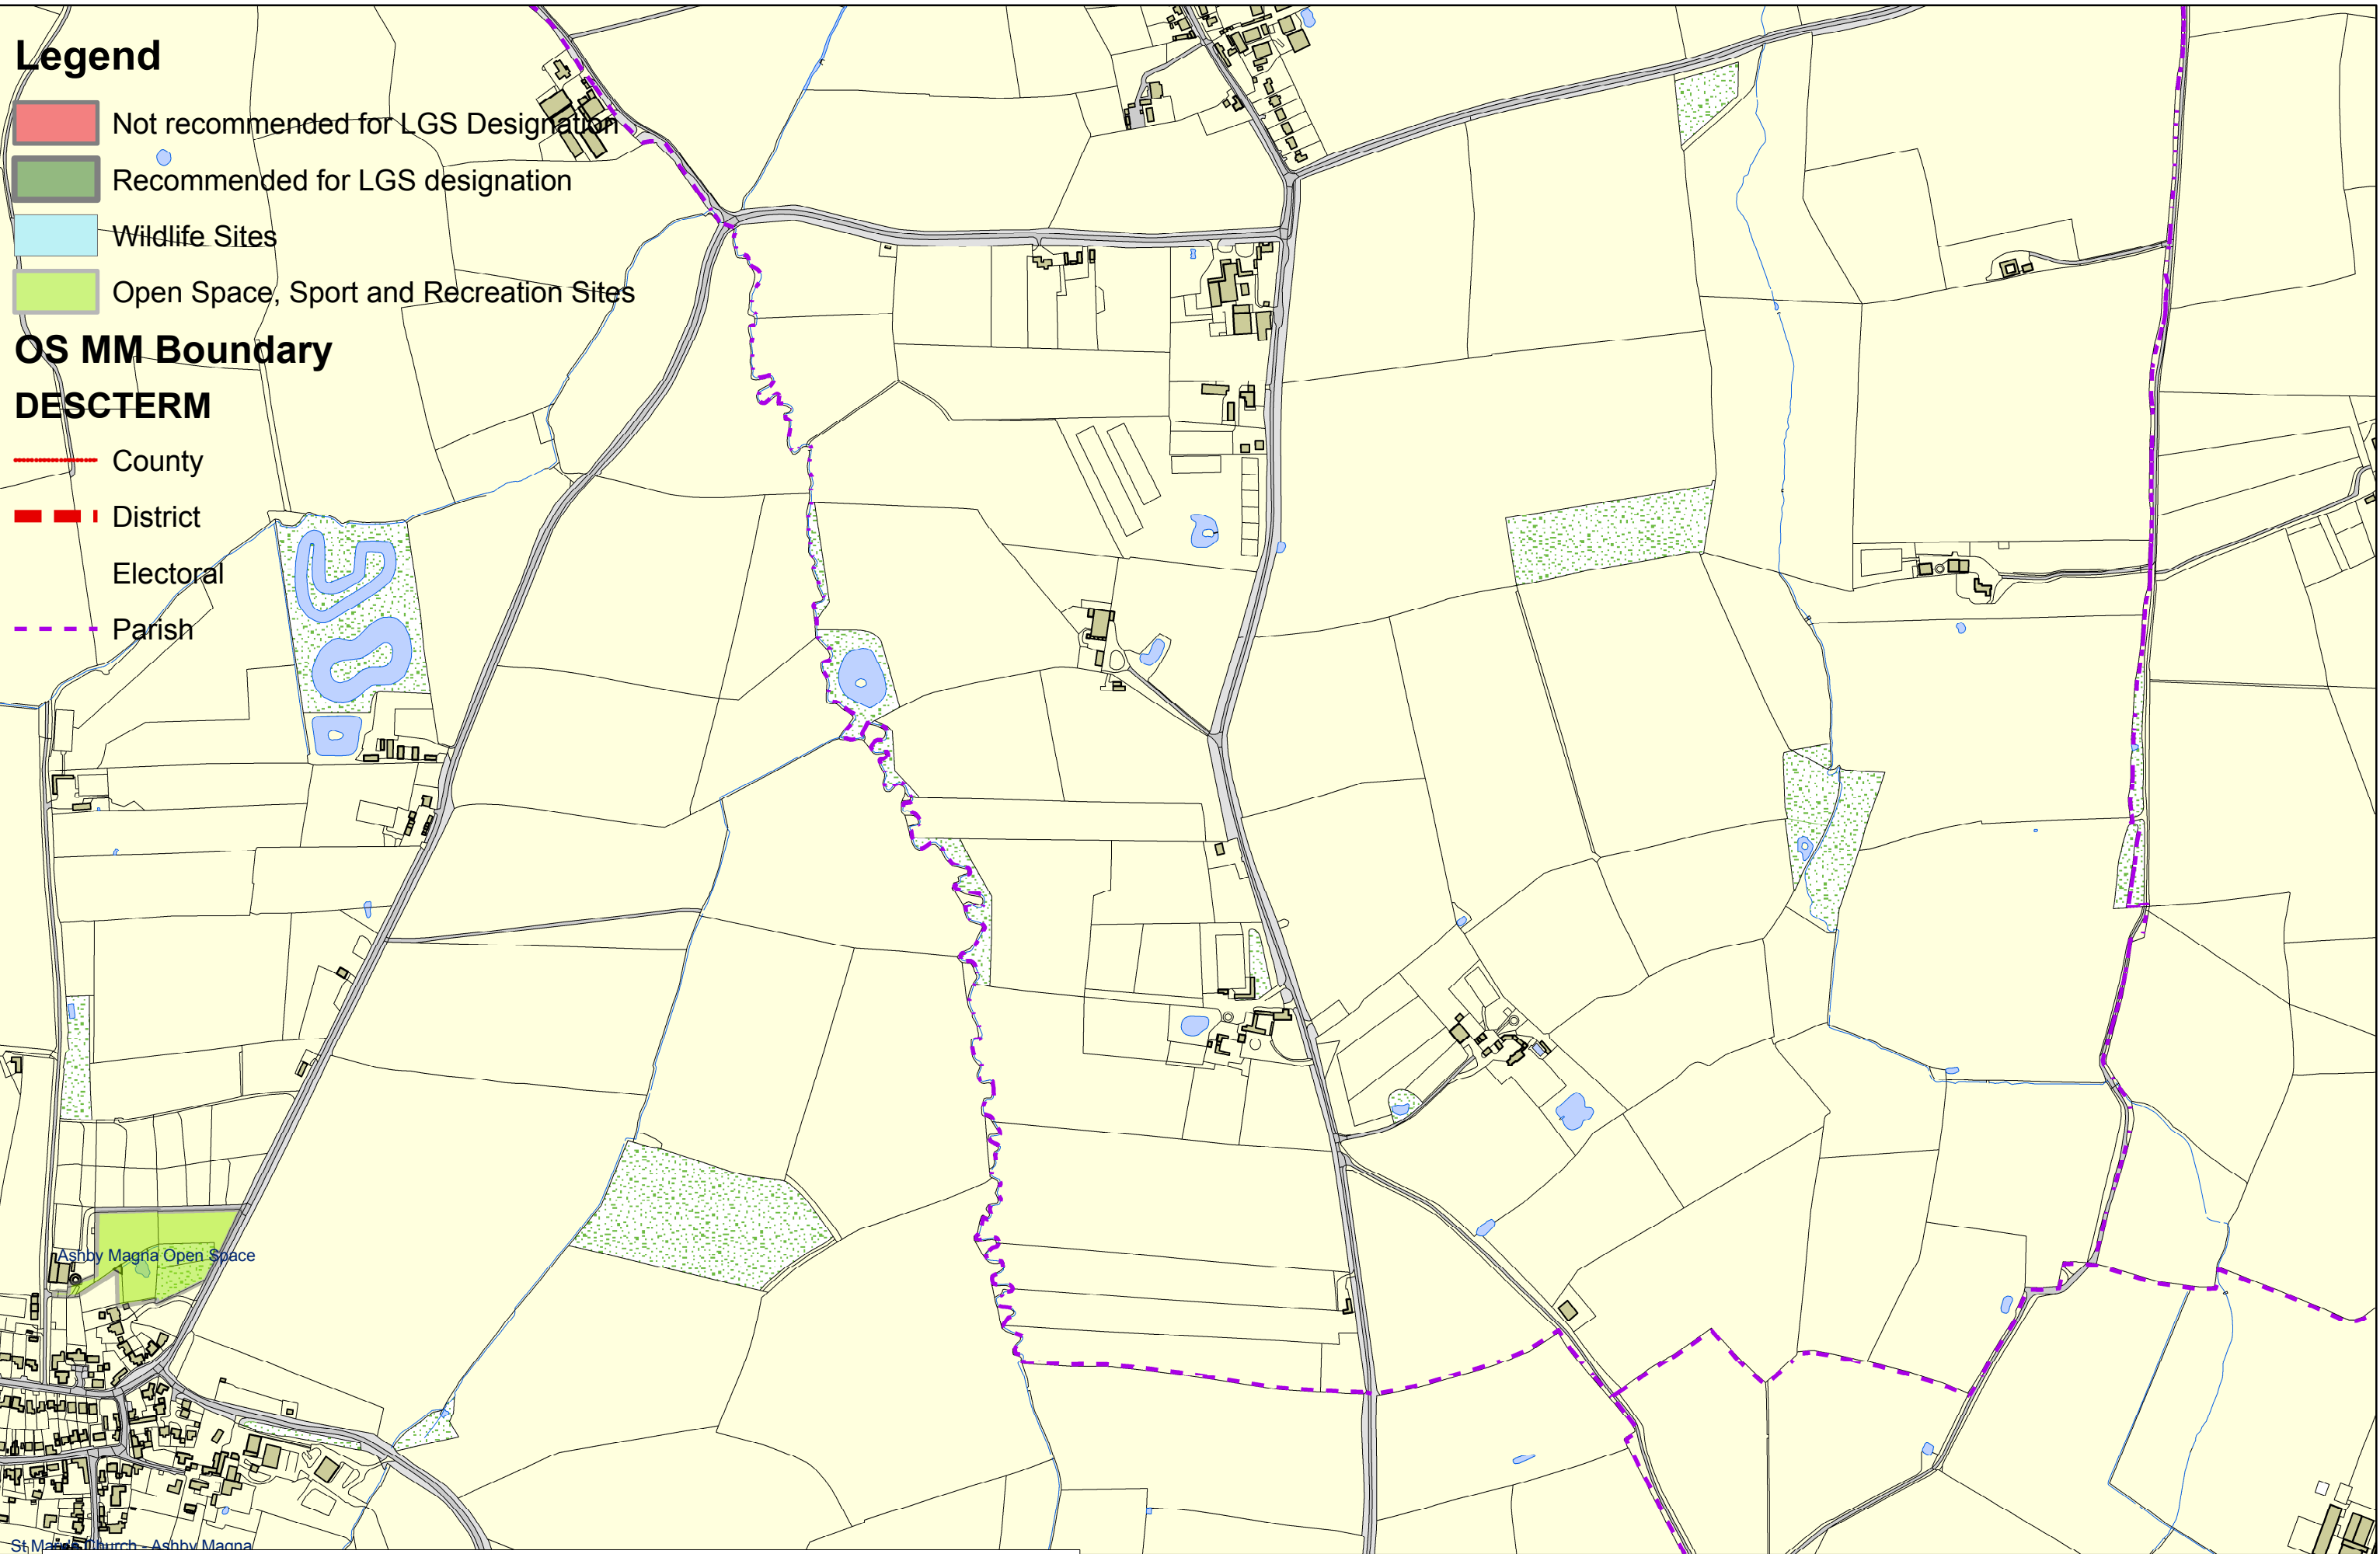 Legend
Not recommended for LGS Designation
Recommended for LGS designation
Wildlife Sites
Open Space, Sport and Recreation Sites
OS MM Boundary
DESCTERM
County
District
Electoral
Parish
Ashby Magna Open Space
St Church - Ashby Magna